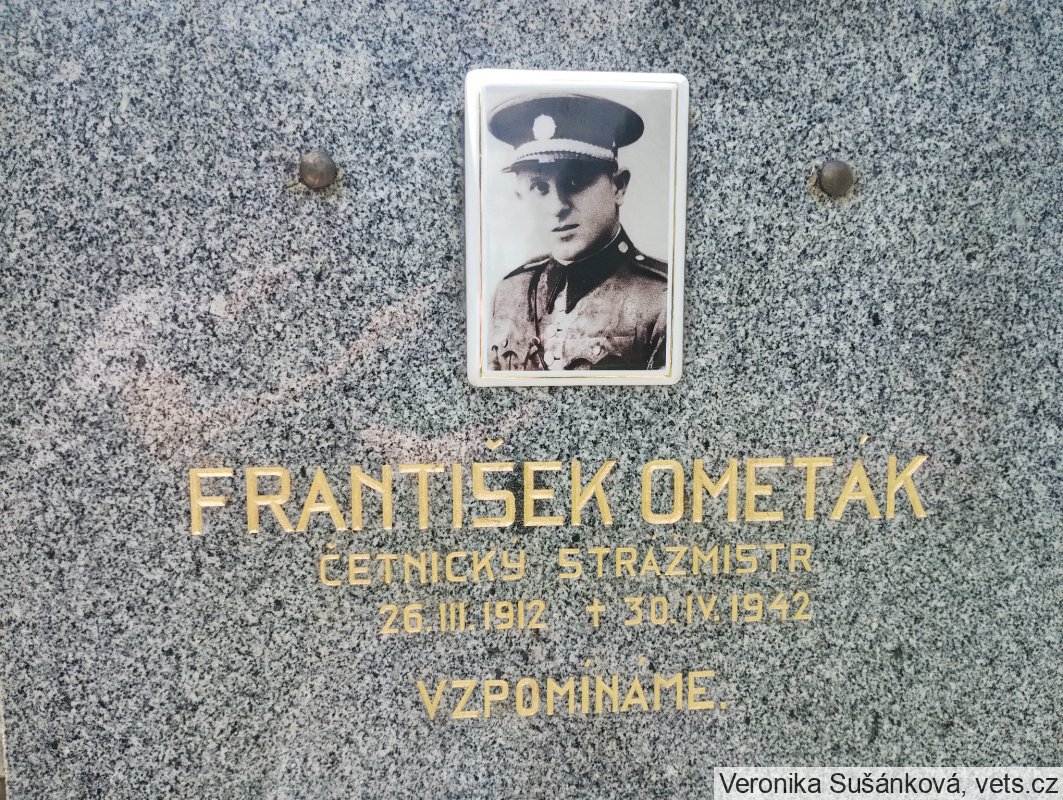 FRANTIŠEK OMETÁK
ČETNICKÝ STRÁŽMISTR
26.III.1912 † 30.IV.1942
VZPOMÍNÁME.
Veronika Sušánková, vets.cz